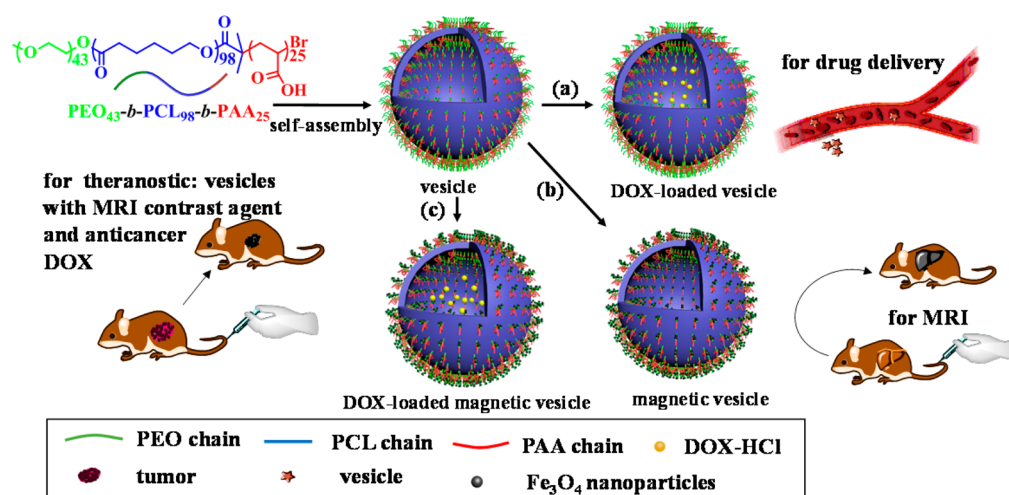 O
O
43
O
O
98
O
Br
25
O
OH
PEO₄₃-b-PCL₉₈-b-PAA₂₅
self-assembly
(a)
for drug delivery
vesicle
DOX-loaded vesicle
(b)
(c)
for theranostic: vesicles
with MRI contrast agent
and anticancer
DOX
for MRI
DOX-loaded magnetic vesicle
magnetic vesicle
PEO chain
PCL chain
PAA chain
DOX-HCl
tumor
vesicle
Fe₃O₄ nanoparticles